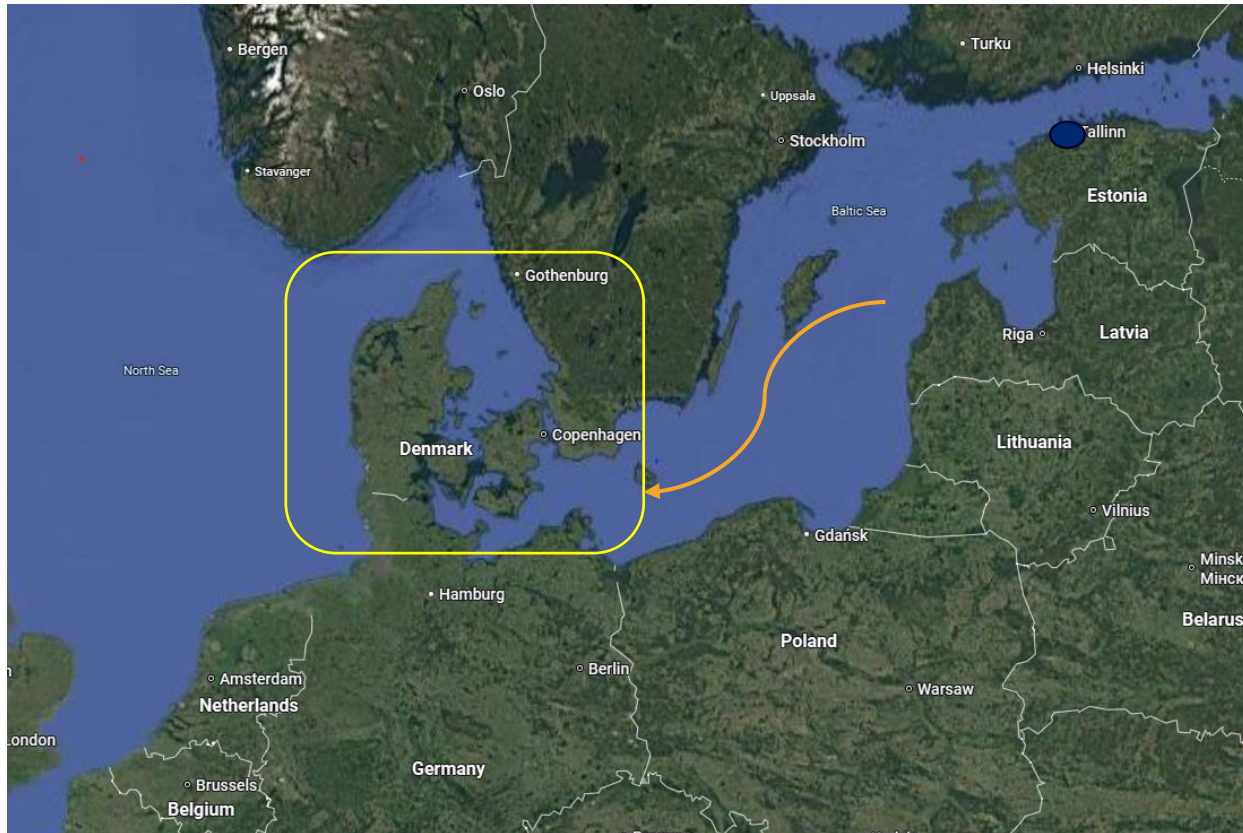 Bergen
Turku
Helsinki
Oslo
Uppsala
Stockholm
Tallinn
Stavanger
Estonia
Baltic Sea
Gothenburg
Riga
Latvia
North Sea
Copenhagen
Denmark
Lithuania
Vilnius
Gdańsk
Minsk
Мінск
Hamburg
Belarus
Poland
Berlin
Amsterdam
Warsaw
Netherlands
London
Germany
Brussels
Belgium